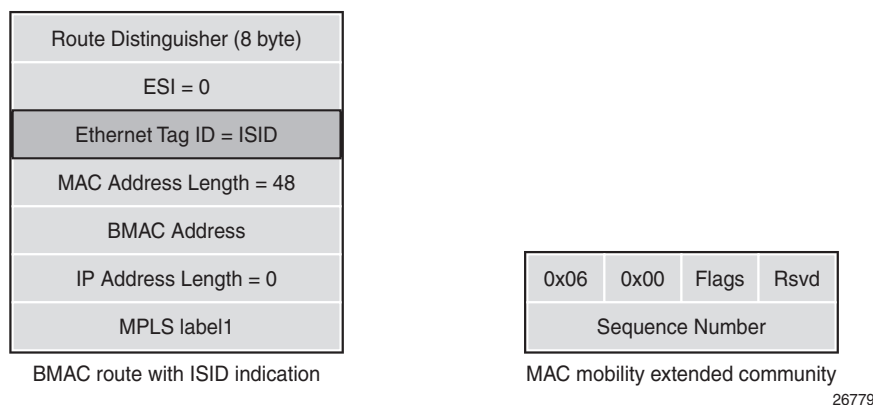 Route Distinguisher (8 byte)
ESI = 0
Ethernet Tag ID = ISID
MAC Address Length = 48
BMAC Address
IP Address Length = 0
MPLS label1
BMAC route with ISID indication
0x06 0x00 Flags Rsvd
Sequence Number
MAC mobility extended community
26779